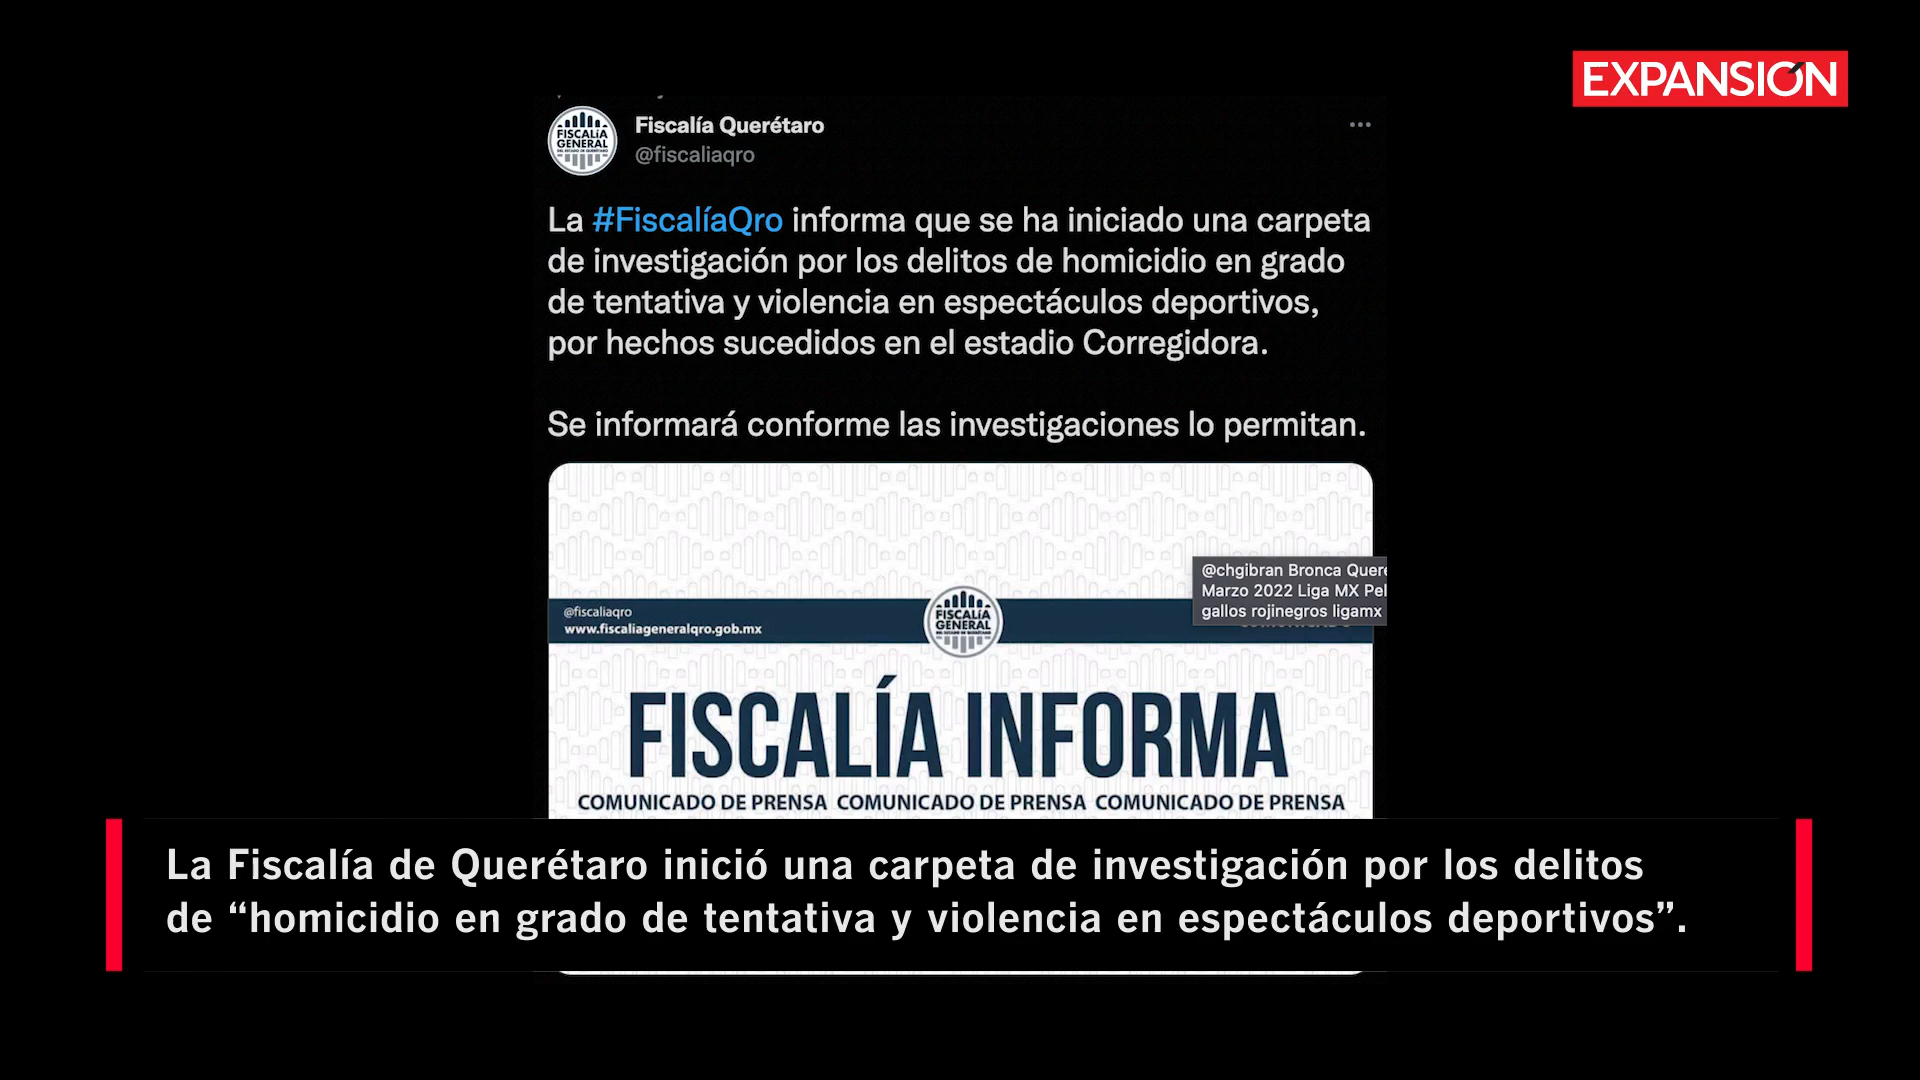 EXPANSIÓN
Fiscalía Querétaro
@fiscaliaqro
La #FiscalíaQro informa que se ha iniciado una carpeta
de investigación por los delitos de homicidio en grado
de tentativa y violencia en espectáculos deportivos,
por hechos sucedidos en el estadio Corregidora.
Se informará conforme las investigaciones lo permitan.
@chgibran Bronca Quer
Marzo 2022 Liga MX Pel
gallos rojinegros ligamx
@fiscaliaqro
www.fiscaliageneralqro.gob.mx
FISCALÍA
GENERAL
FISCALÍA INFORMA
COMUNICADO DE PRENSA COMUNICADO DE PRENSA COMUNICADO DE PRENSA
La Fiscalía de Querétaro inició una carpeta de investigación por los delitos
de “homicidio en grado de tentativa y violencia en espectáculos deportivos”.